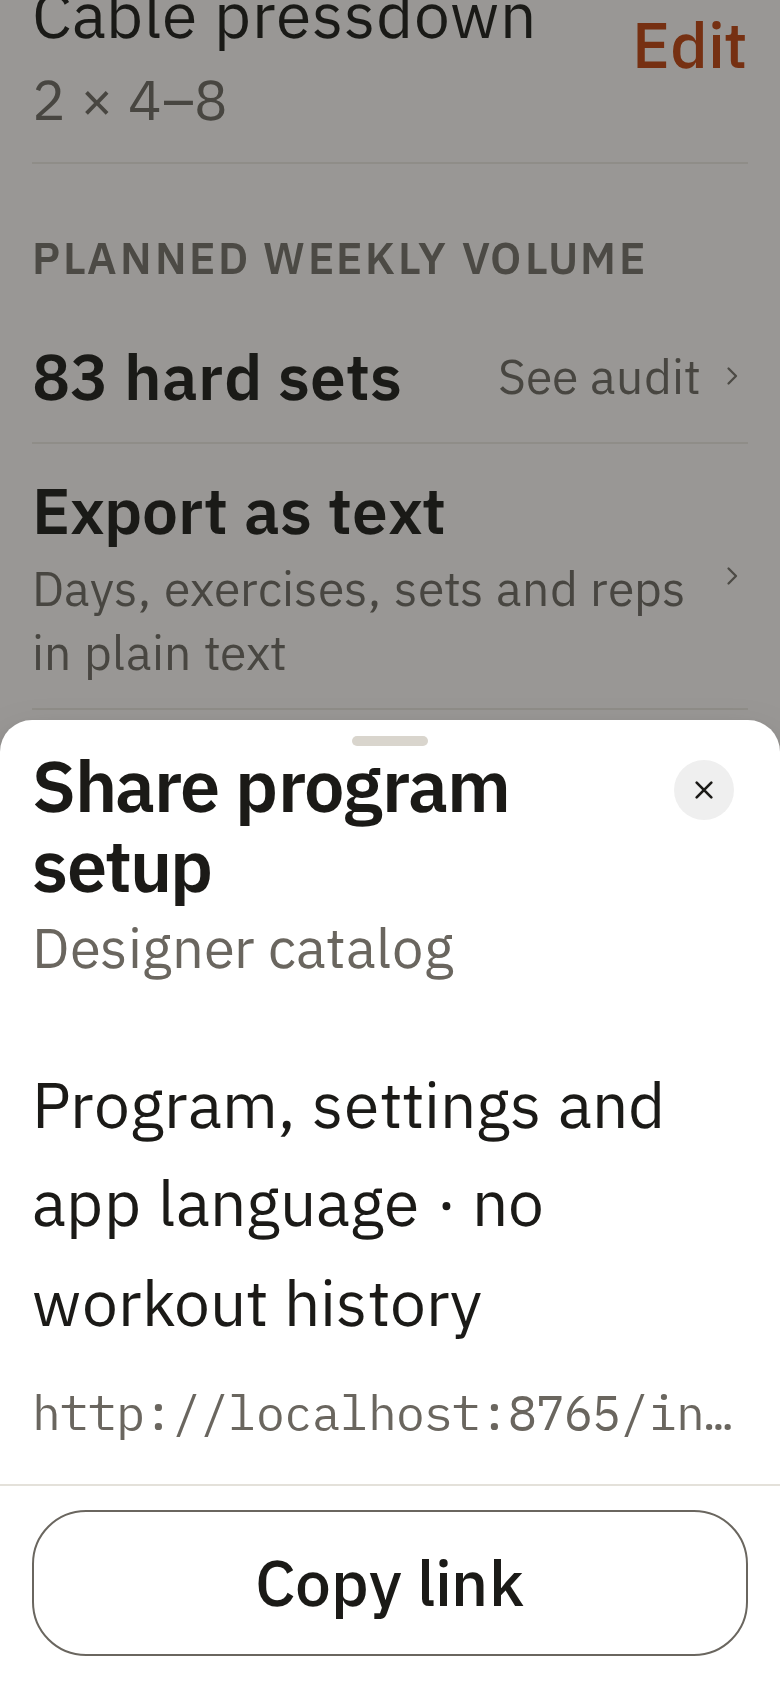 Cable pressdown
Edit
2 × 4–8
PLANNED WEEKLY VOLUME
83 hard sets
See audit
Export as text
Days, exercises, sets and reps
in plain text
Share program
setup
Designer catalog
Program, settings and
app language · no
workout history
http://localhost:8765/in…
Copy link